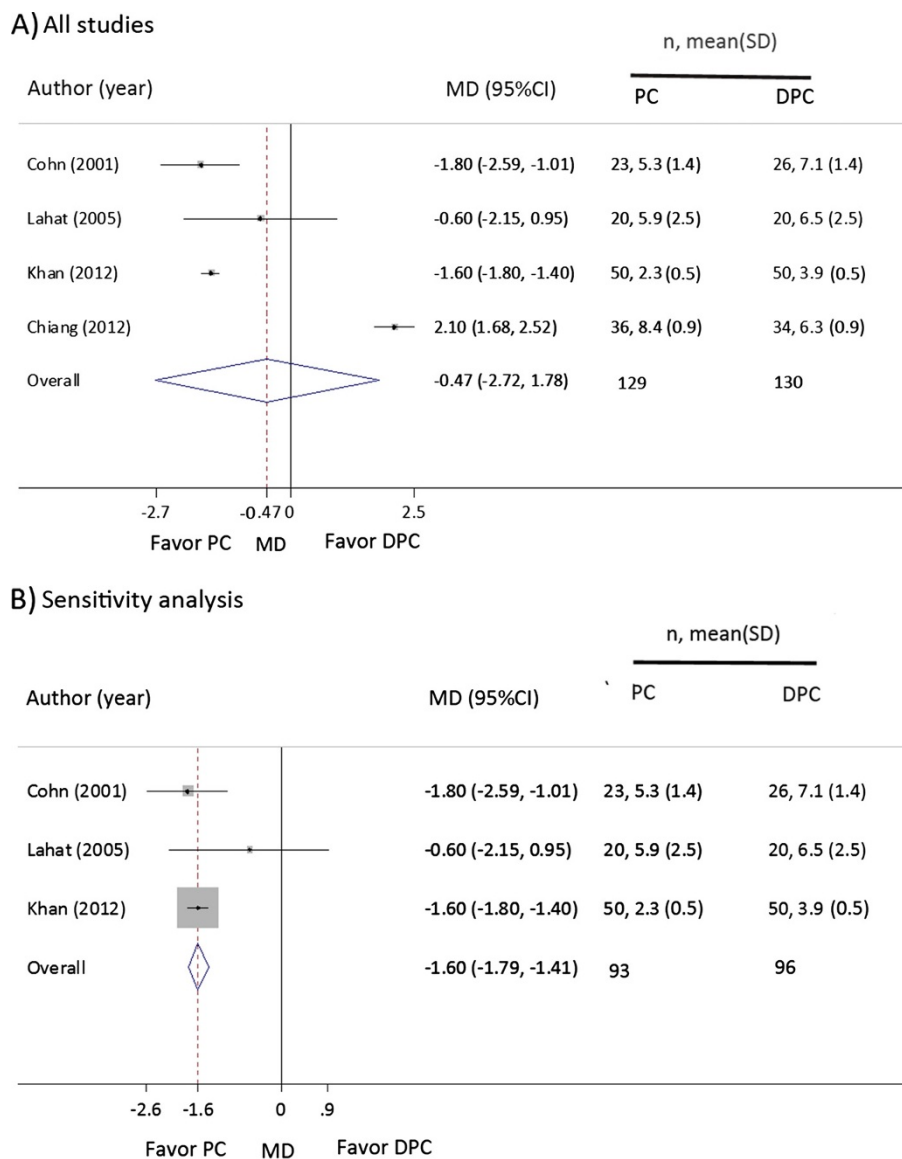 A) All studies
n, mean(SD)
Author (year) MD (95%CI) PC DPC
Cohn (2001) -1.80 (-2.59, -1.01) 23, 5.3 (1.4) 26, 7.1 (1.4)
Lahat (2005) -0.60 (-2.15, 0.95) 20, 5.9 (2.5) 20, 6.5 (2.5)
Khan (2012) -1.60 (-1.80, -1.40) 50, 2.3 (0.5) 50, 3.9 (0.5)
Chiang (2012) 2.10 (1.68, 2.52) 36, 8.4 (0.9) 34, 6.3 (0.9)
Overall -0.47 (-2.72, 1.78) 129 130
-2.7 -0.47 0 2.5
Favor PC MD Favor DPC
B) Sensitivity analysis
n, mean(SD)
Author (year) MD (95%CI) PC DPC
Cohn (2001) -1.80 (-2.59, -1.01) 23, 5.3 (1.4) 26, 7.1 (1.4)
Lahat (2005) -0.60 (-2.15, 0.95) 20, 5.9 (2.5) 20, 6.5 (2.5)
Khan (2012) -1.60 (-1.80, -1.40) 50, 2.3 (0.5) 50, 3.9 (0.5)
Overall -1.60 (-1.79, -1.41) 93 96
-2.6 -1.6 0 .9
Favor PC MD Favor DPC